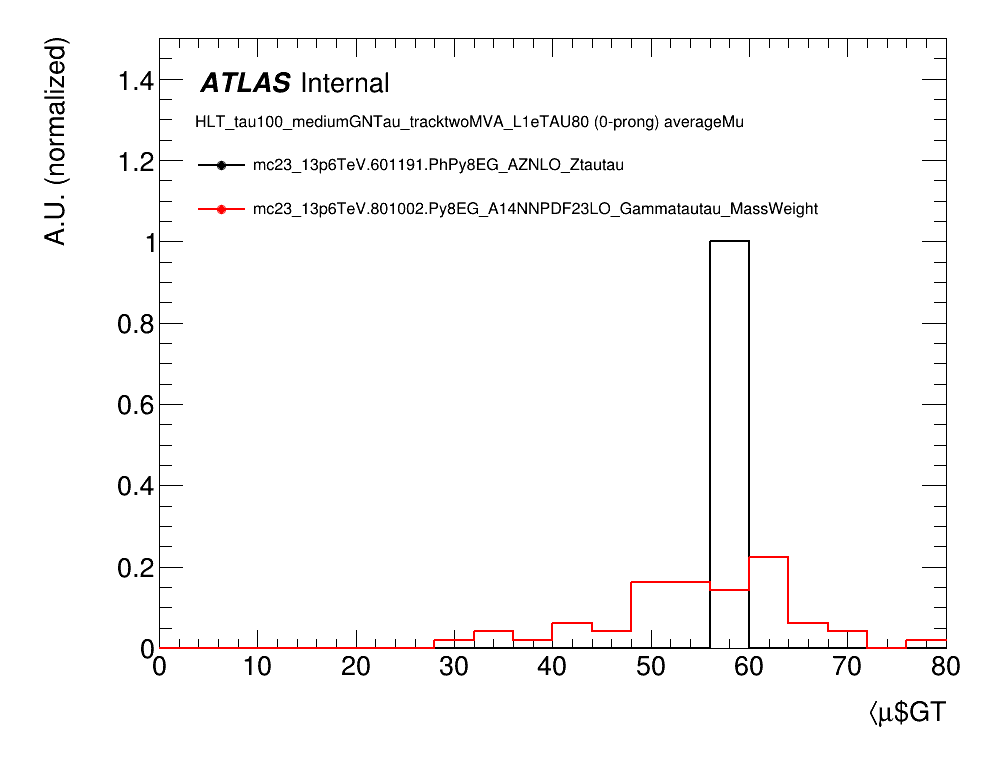 A.U. (normalized)
1.4
1.2
1
0.8
0.6
0.4
0.2
0
ATLAS Internal
HLT_tau100_mediumGNTau_tracktwoMVA_L1eTAU80 (0-prong) averageMu
mc23_13p6TeV.601191.PhPy8EG_AZNLO_Ztautau
mc23_13p6TeV.801002.Py8EG_A14NNPDF23LO_Gammatautau_MassWeight
0 10 20 30 40 50 60 70 80
⟨μ$GT